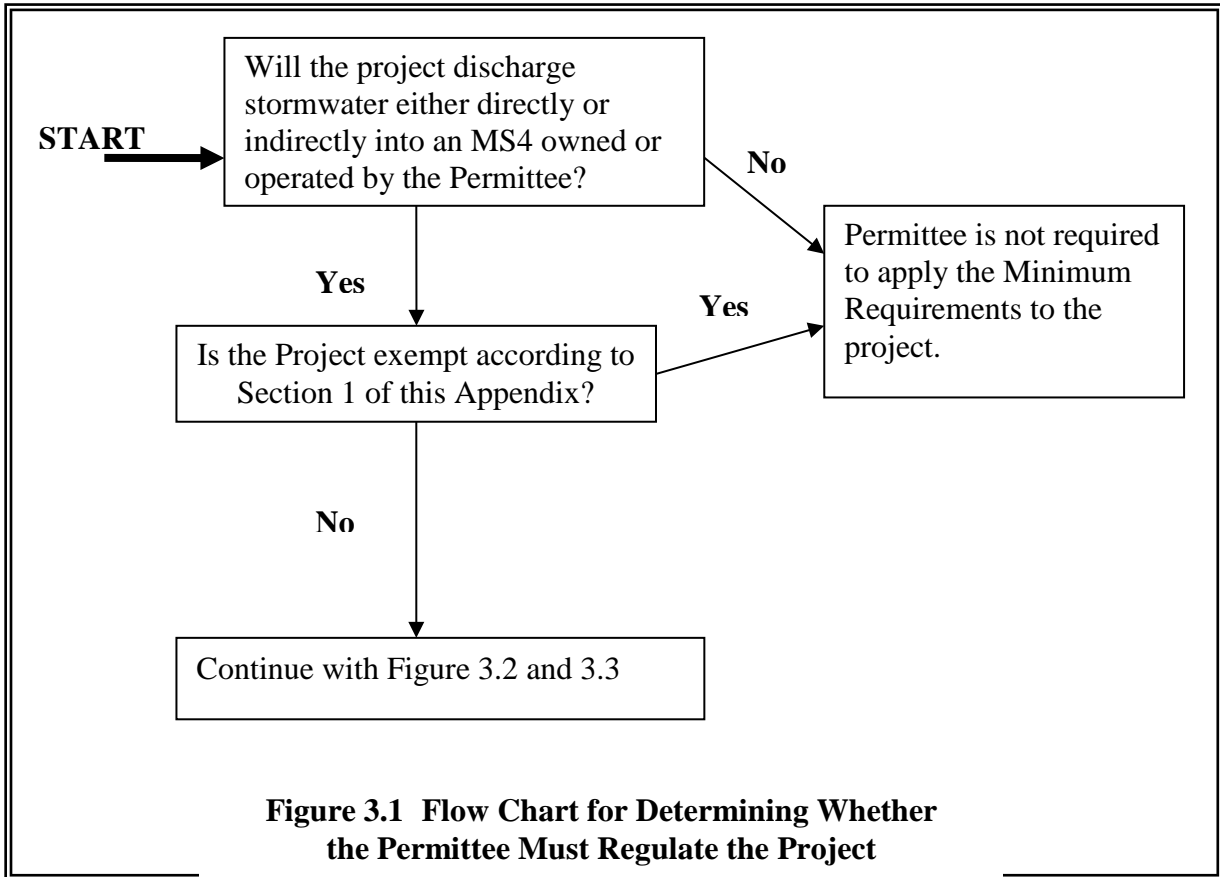 START
Will the project discharge
stormwater either directly or
indirectly into an MS4 owned or
operated by the Permittee?
No
Permittee is not required
to apply the Minimum
Requirements to the
project.
Yes
Yes
Is the Project exempt according to
Section 1 of this Appendix?
No
Continue with Figure 3.2 and 3.3
Figure 3.1 Flow Chart for Determining Whether
the Permittee Must Regulate the Project